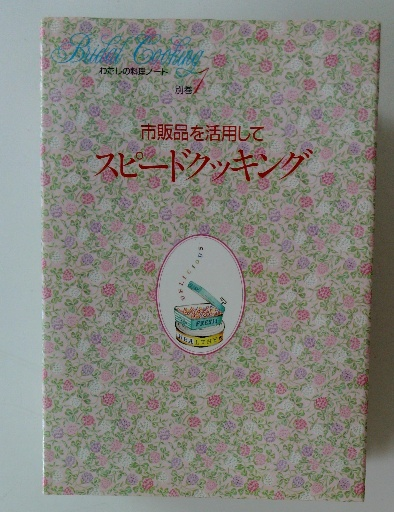 Cooking
わたしの料理ノート
別巻1
市販品を活用して
スピードクッキング
HEALTHY